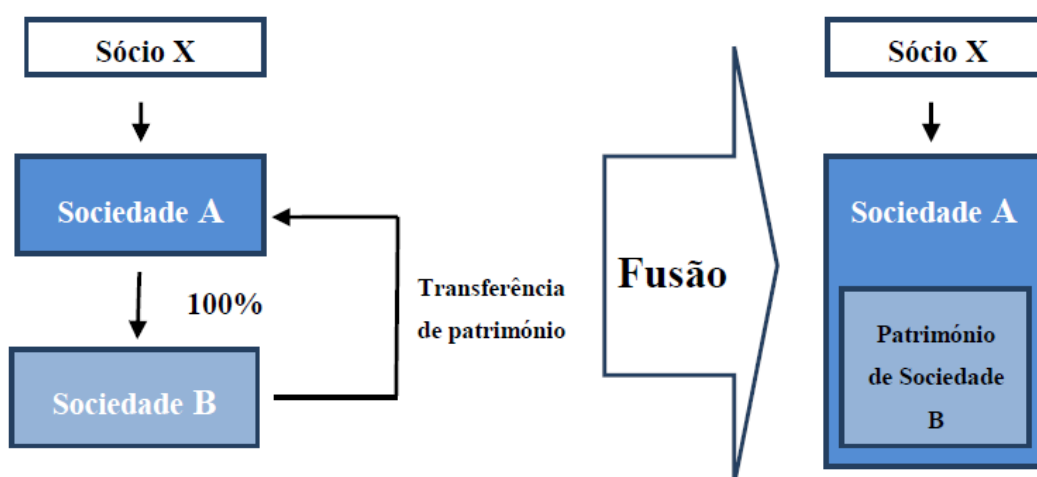 Sócio X
Sociedade A
100%
Sociedade B
Transferência
de património
Fusão
Sócio X
Sociedade A
Património
de Sociedade
B